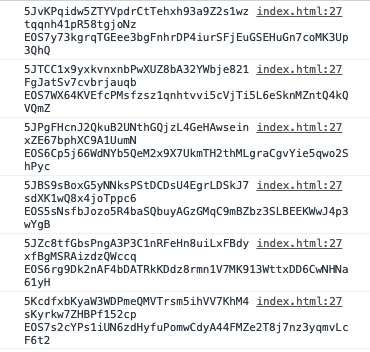 5JvKPqidw5ZTYVpdrCtTehxh93a9Z2s1wz index.html:27
tqqnh41pR58tgjoNz
EOS7y73kgrqTGEee3bgFnhrDP4iurSFjEuGSEHuGn7coMK3Up
3QhQ
5JTCC1x9yxkvnxnbPwXUZ8bA32YWbje821 index.html:27
FgJatSv7cvbrjauqb
EOS7WX64KVEfcPMsfzsz1qnhtvvi5cVjTi5L6eSknMZntQ4kQ
VQmZ
5JPgFHcnJ2QkuB2UNthGQjzL4GeHAwsein index.html:27
xZE67bphXC9A1UumN
EOS6Cp5j66WdNYb5QeM2x9X7UkmTH2thMLgraCgvYie5qwo2S
hPyc
5JBS9sBoxG5yNNksPStDCDsU4EgrLDSkJ7 index.html:27
sdXK1wQ8x4joTppc6
EOS5sNsfbJozo5R4baSQbuyAGzGMqC9mBZbz3SLBEEKWwJ4p3
wYgB
5JZc8tfGbsPngA3P3C1nRFeHn8uiLxFBdy index.html:27
xfBgMSRAizdzQWccq
EOS6rg9Dk2nAF4bDATRkKDdz8rmn1V7MK913WttxDD6CwNHNa
61yH
5KcdfxbKyaW3WDPmeQMVTrsm5ihVV7KhM4 index.html:27
sKyrkw7ZHBPf152cp
EOS7s2cYPs1iUN6zdHyfuPomwCdyA44FMZe2T8j7nz3yqmvLc
F6t2